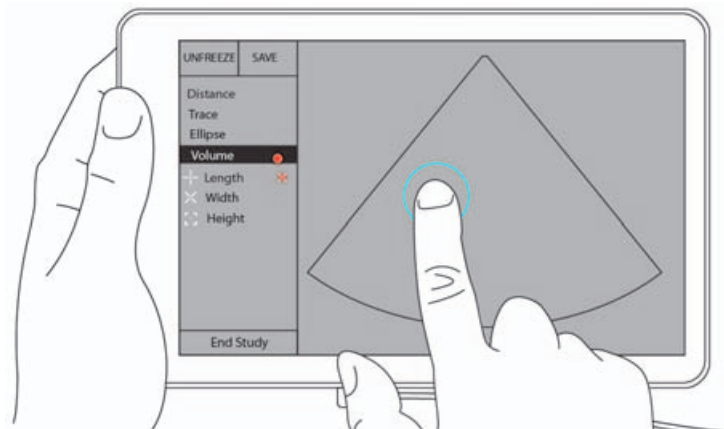 UNFREEZE SAVE
Distance
Trace
Ellipse
Volume
Length
Width
Height
End Study